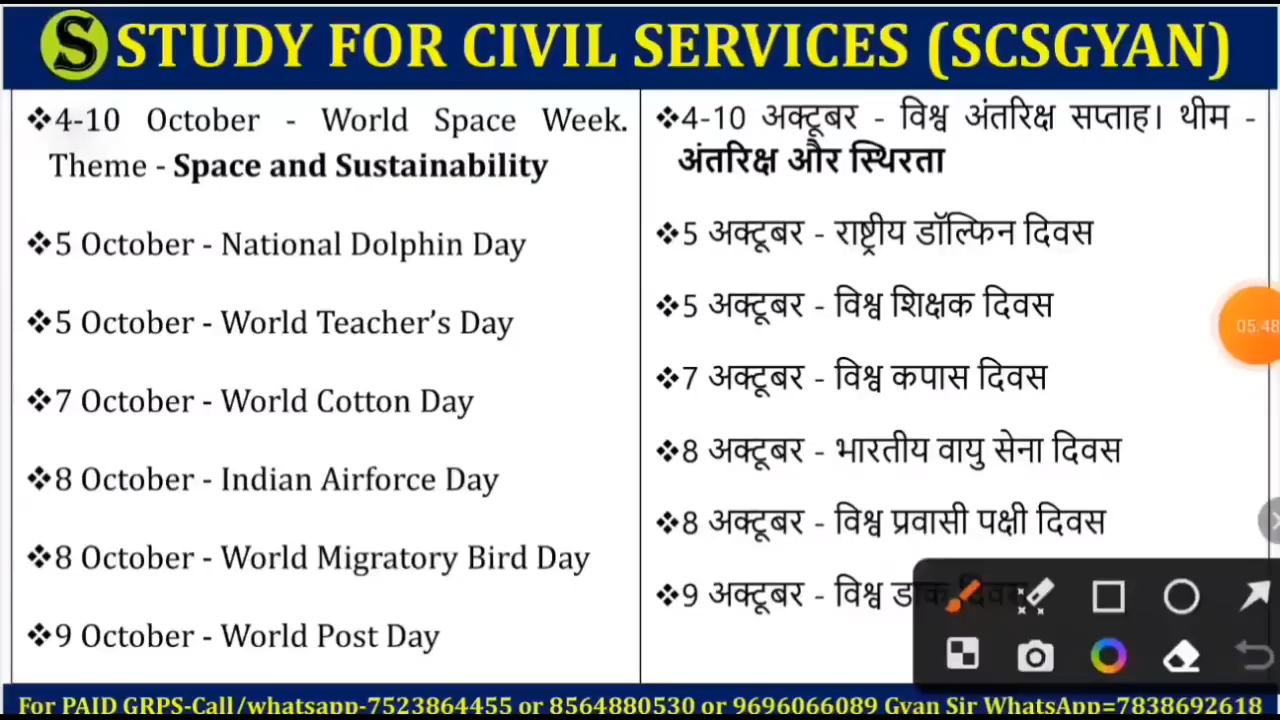 S STUDY FOR CIVIL SERVICES (SCSGYAN)
❖4-10 October - World Space Week.
Theme - Space and Sustainability
❖5 October - National Dolphin Day
❖5 October - World Teacher’s Day
❖7 October - World Cotton Day
❖8 October - Indian Airforce Day
❖8 October - World Migratory Bird Day
❖9 October - World Post Day
❖4-10 अक्टूबर - विश्व अंतरिक्ष सप्ताह। थीम -
अंतरिक्ष और स्थिरता
❖5 अक्टूबर - राष्ट्रीय डॉल्फिन दिवस
❖5 अक्टूबर - विश्व शिक्षक दिवस
❖7 अक्टूबर - विश्व कपास दिवस
❖8 अक्टूबर - भारतीय वायु सेना दिवस
❖8 अक्टूबर - विश्व प्रवासी पक्षी दिवस
❖9 अक्टूबर - विश्व डाक दिवस
05:48
For PAID GRPS-Call/whatsapp-7523864455 or 8564880530 or 9696066089 Gyan Sir WhatsApp=7838692618